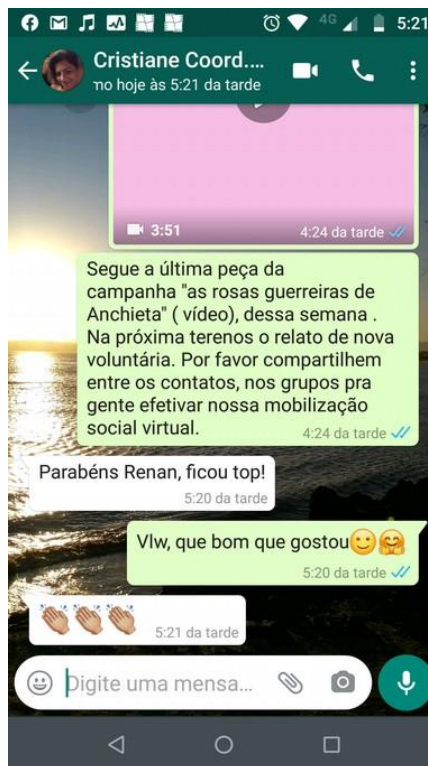 4G 5:21
Cristiane Coord....
mo hoje às 5:21 da tarde
3:51 4:24 da tarde
Segue a última peça da
campanha "as rosas guerreiras de
Anchieta" ( vídeo), dessa semana .
Na próxima terenos o relato de nova
voluntária. Por favor compartilhem
entre os contatos, nos grupos pra
gente efetivar nossa mobilização
social virtual.
4:24 da tarde
Parabéns Renan, ficou top!
5:20 da tarde
Vlw, que bom que gostou🙂🤗
5:20 da tarde
👏🏼👏🏼👏🏼 5:21 da tarde
Digite uma mensa...